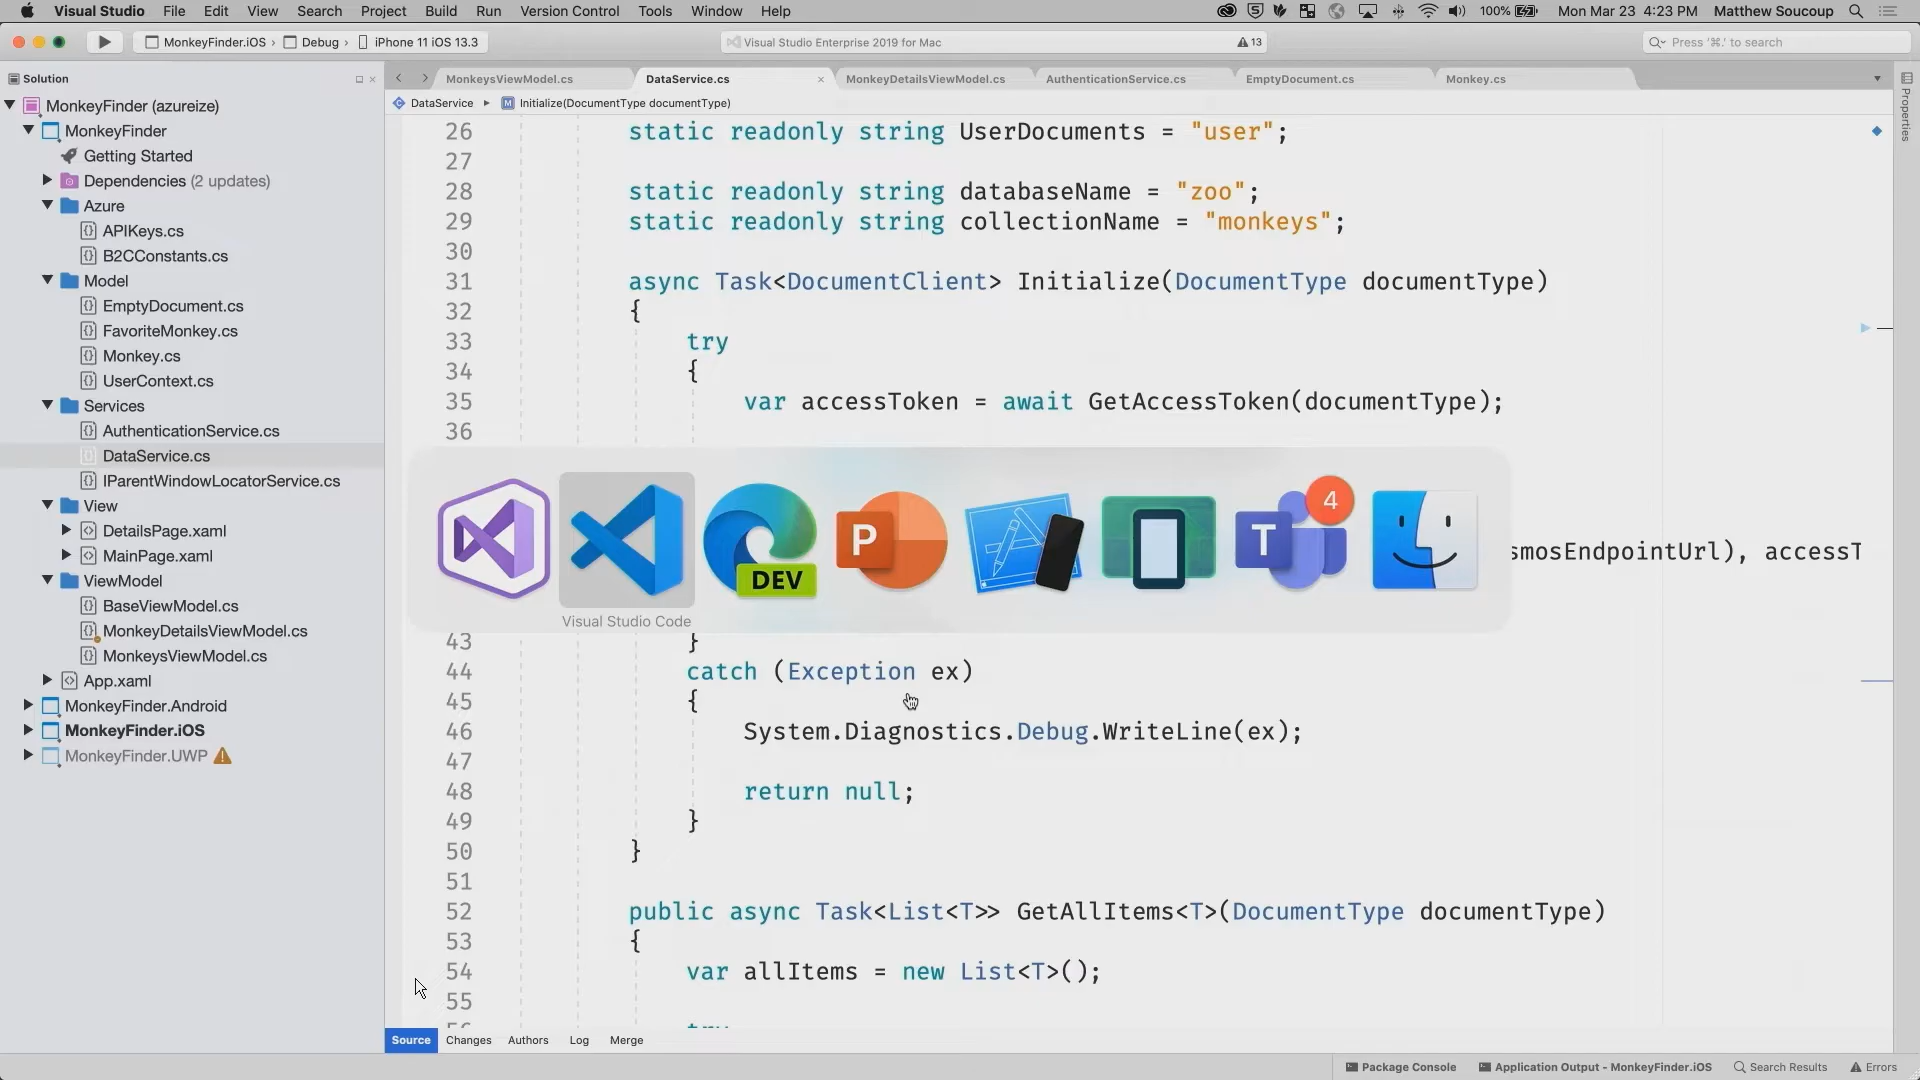 Visual Studio File Edit View Search Project Build Run Version Control Tools Window Help 100% Mon Mar 23 4:23 PM Matthew Soucoup
MonkeyFinder.iOS › Debug › iPhone 11 iOS 13.3 Visual Studio Enterprise 2019 for Mac 13 Press '⌘.' to search
Solution
MonkeysViewModel.cs DataService.cs MonkeyDetailsViewModel.cs AuthenticationService.cs EmptyDocument.cs Monkey.cs
DataService Initialize(DocumentType documentType)
Properties
MonkeyFinder (azureize)
MonkeyFinder
Getting Started
Dependencies (2 updates)
Azure
APIKeys.cs
B2CConstants.cs
Model
EmptyDocument.cs
FavoriteMonkey.cs
Monkey.cs
UserContext.cs
Services
AuthenticationService.cs
DataService.cs
IParentWindowLocatorService.cs
View
DetailsPage.xaml
MainPage.xaml
ViewModel
BaseViewModel.cs
MonkeyDetailsViewModel.cs
MonkeysViewModel.cs
App.xaml
MonkeyFinder.Android
MonkeyFinder.iOS
MonkeyFinder.UWP
26 static readonly string UserDocuments = "user";
27
28 static readonly string databaseName = "zoo";
29 static readonly string collectionName = "monkeys";
30
31 async Task<DocumentClient> Initialize(DocumentType documentType)
32 {
33 try
34 {
35 var accessToken = await GetAccessToken(documentType);
36
smosEndpointUrl), accessT
DEV
P
T
4
Visual Studio Code
43 }
44 catch (Exception ex)
45 {
46 System.Diagnostics.Debug.WriteLine(ex);
47
48 return null;
49 }
50 }
51
52 public async Task<List<T>> GetAllItems<T>(DocumentType documentType)
53 {
54 var allItems = new List<T>();
55
Source Changes Authors Log Merge
Package Console Application Output - MonkeyFinder.iOS Search Results Errors